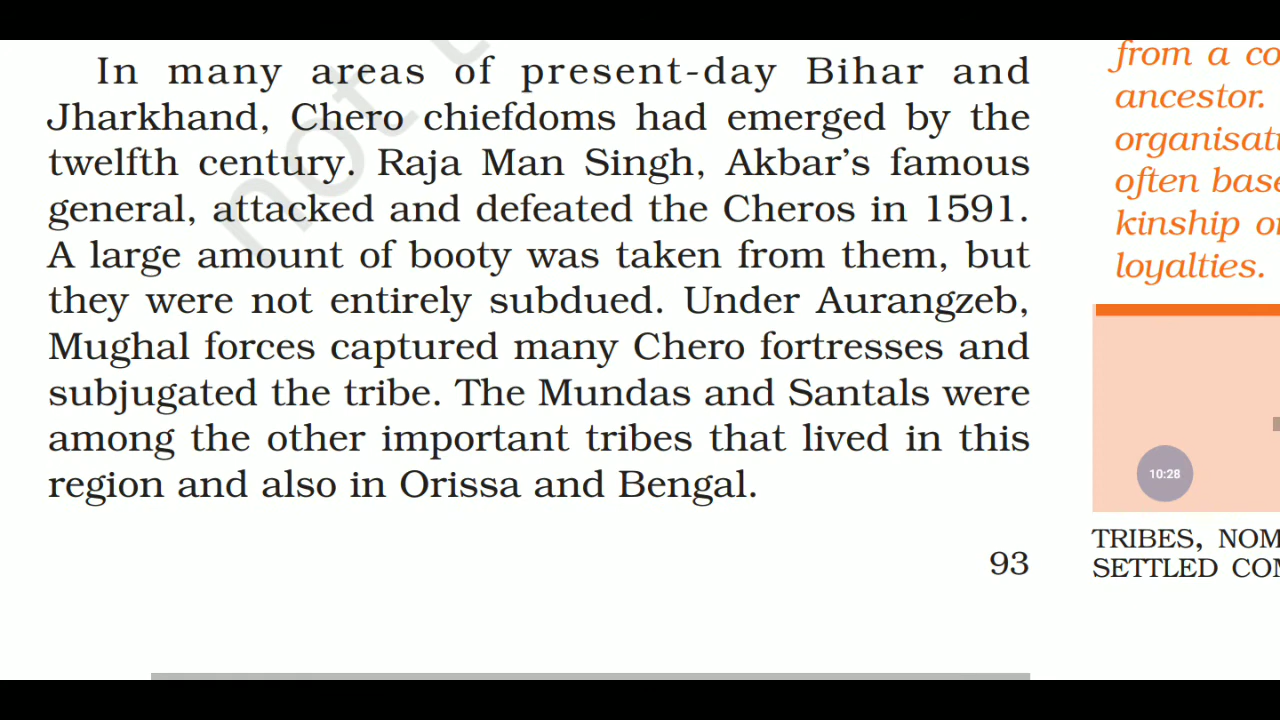 In many areas of present-day Bihar and
Jharkhand, Chero chiefdoms had emerged by the
twelfth century. Raja Man Singh, Akbar's famous
general, attacked and defeated the Cheros in 1591.
A large amount of booty was taken from them, but
they were not entirely subdued. Under Aurangzeb,
Mughal forces captured many Chero fortresses and
subjugated the tribe. The Mundas and Santals were
among the other important tribes that lived in this
region and also in Orissa and Bengal.
93
not t
from a co
ancestor.
organisati
often base
kinship or
loyalties.
10:28
TRIBES, NOM
SETTLED COM